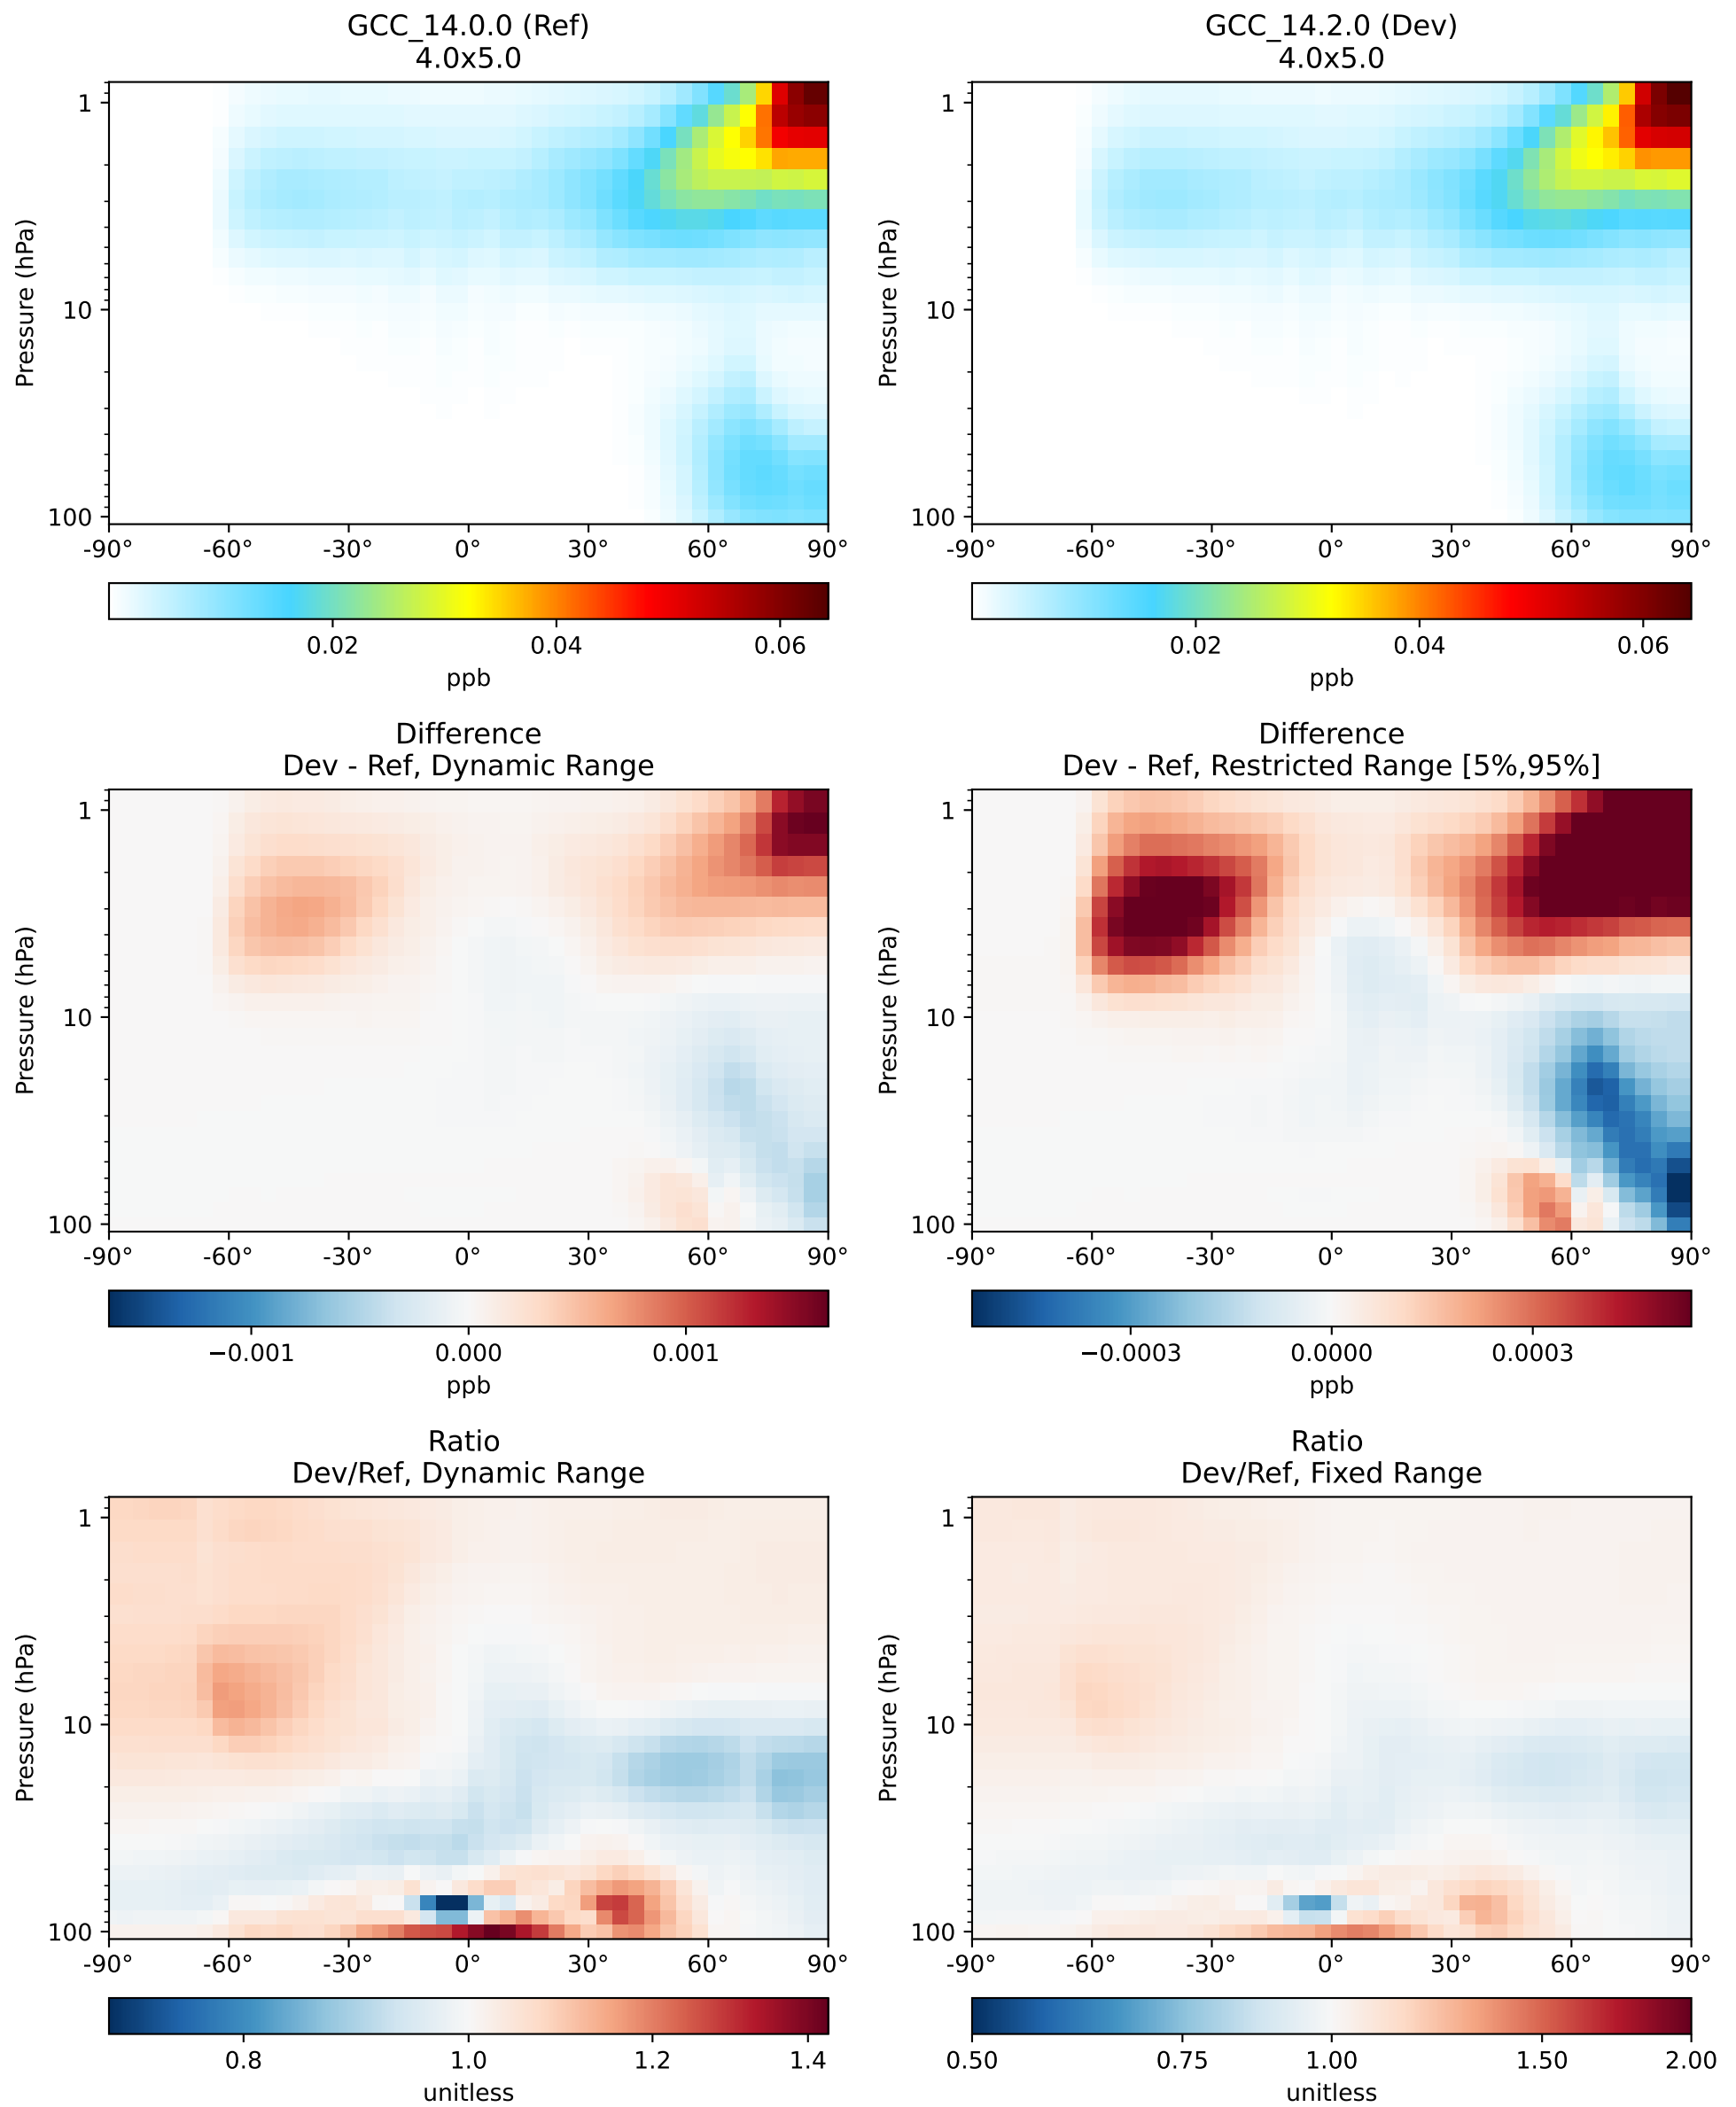 GCC_14.0.0 (Ref)
4.0x5.0
Pressure (hPa)
1
10
100
-90° -60° -30° 0° 30° 60° 90°
0.02 0.04 0.06
ppb
GCC_14.2.0 (Dev)
4.0x5.0
Pressure (hPa)
1
10
100
-90° -60° -30° 0° 30° 60° 90°
0.02 0.04 0.06
ppb
Difference
Dev - Ref, Dynamic Range
Pressure (hPa)
1
10
100
-90° -60° -30° 0° 30° 60° 90°
−0.001 0.000 0.001
ppb
Difference
Dev - Ref, Restricted Range [5%,95%]
Pressure (hPa)
1
10
100
-90° -60° -30° 0° 30° 60° 90°
−0.0003 0.0000 0.0003
ppb
Ratio
Dev/Ref, Dynamic Range
Pressure (hPa)
1
10
100
-90° -60° -30° 0° 30° 60° 90°
0.8 1.0 1.2 1.4
unitless
Ratio
Dev/Ref, Fixed Range
Pressure (hPa)
1
10
100
-90° -60° -30° 0° 30° 60° 90°
0.50 0.75 1.00 1.50 2.00
unitless